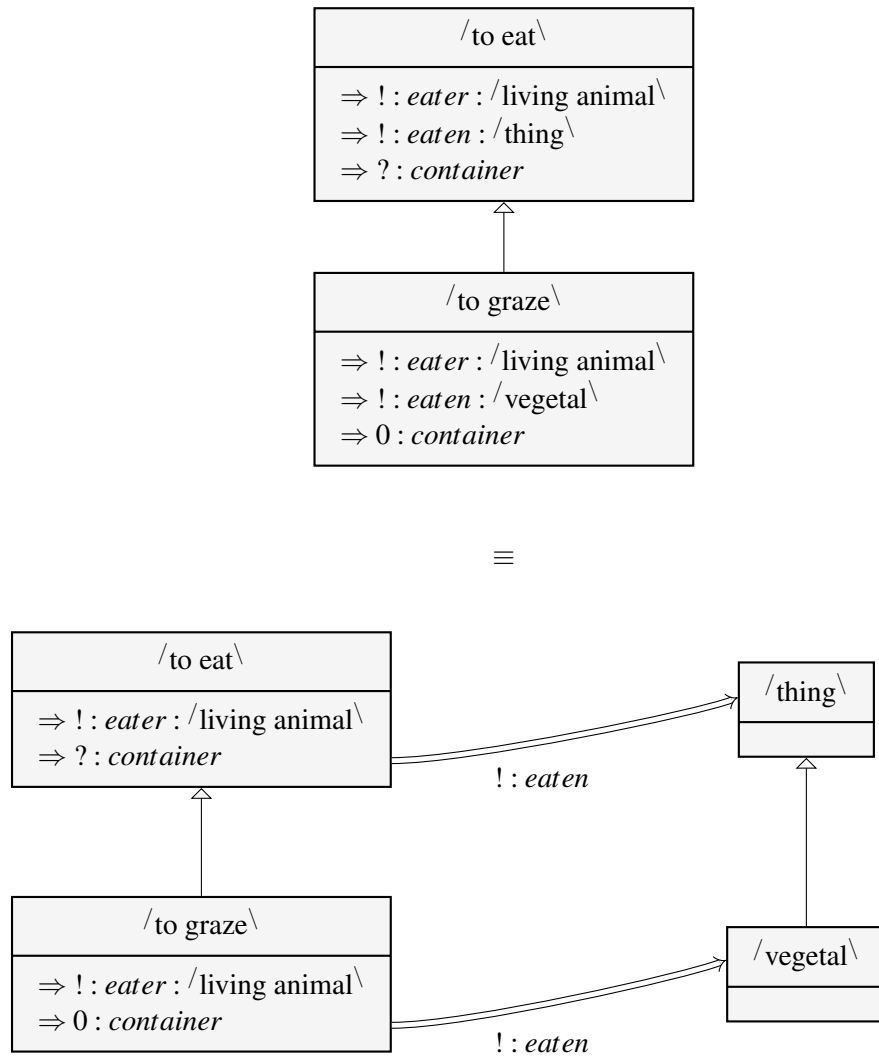 /to eat\
⇒ ! : eater : /living animal\
⇒ ! : eaten : /thing\
⇒ ? : container
/to graze\
⇒ ! : eater : /living animal\
⇒ ! : eaten : /vegetal\
⇒ 0 : container
≡
/to eat\
⇒ ! : eater : /living animal\
⇒ ? : container
! : eaten
/thing\
/to graze\
⇒ ! : eater : /living animal\
⇒ 0 : container
! : eaten
/vegetal\